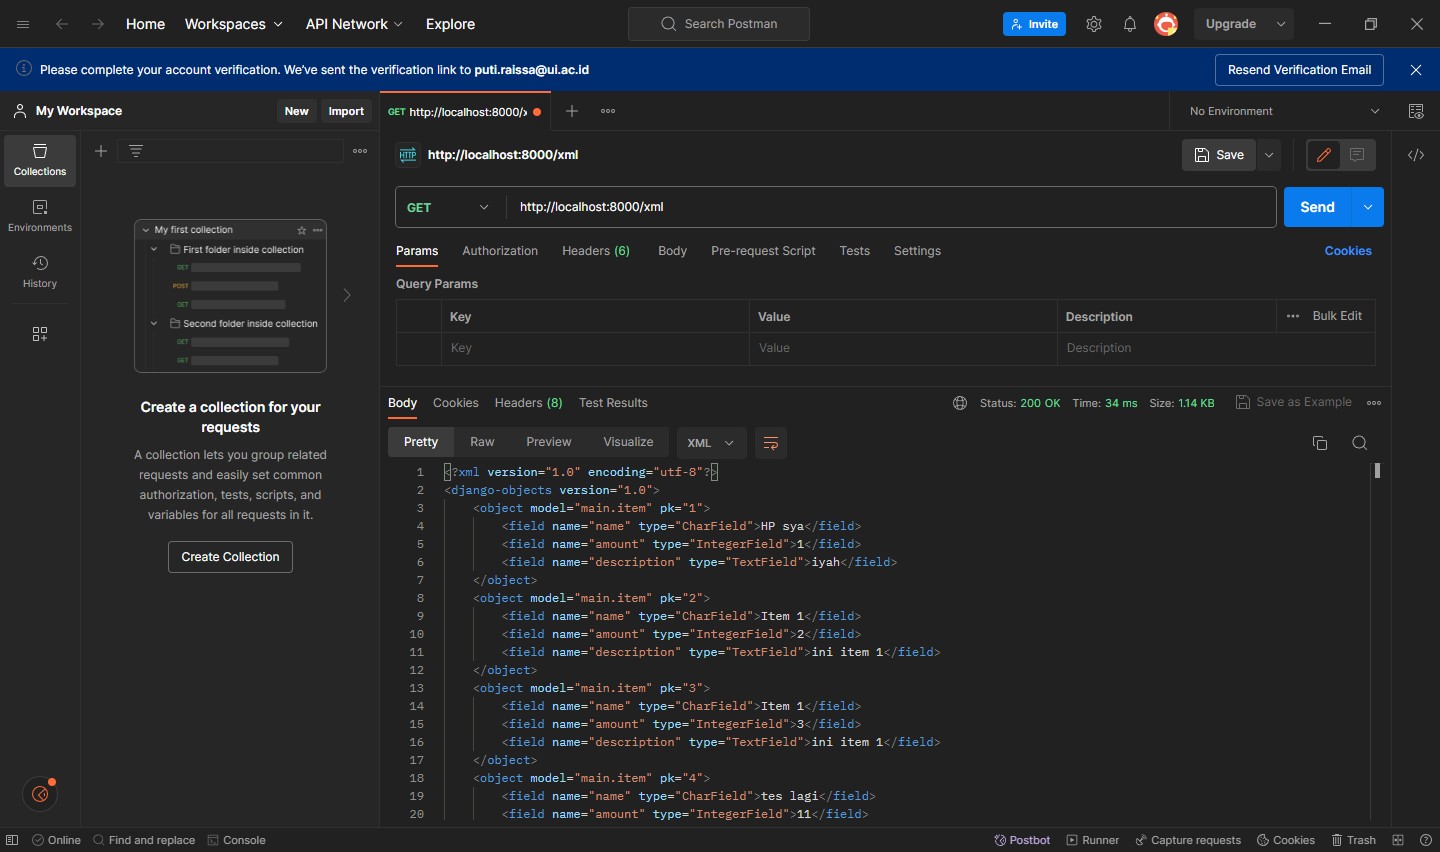 Home Workspaces API Network Explore Search Postman Invite Upgrade
Please complete your account verification. We've sent the verification link to puti.raissa@ui.ac.id Resend Verification Email
My Workspace New Import GET http://localhost:8000/x No Environment
Collections
Environments
History
My first collection
First folder inside collection
GET
POST
GET
Second folder inside collection
GET
GET
Create a collection for your
requests
A collection lets you group related
requests and easily set common
authorization, tests, scripts, and
variables for all requests in it.
Create Collection
HTTP http://localhost:8000/xml Save
GET http://localhost:8000/xml Send
Params Authorization Headers (6) Body Pre-request Script Tests Settings Cookies
Query Params
Key Value Description Bulk Edit
Key Value Description
Body Cookies Headers (8) Test Results Status: 200 OK Time: 34 ms Size: 1.14 KB Save as Example
Pretty Raw Preview Visualize XML
1 <?xml version="1.0" encoding="utf-8"?>
2 <django-objects version="1.0">
3 <object model="main.item" pk="1">
4 <field name="name" type="CharField">HP sya</field>
5 <field name="amount" type="IntegerField">1</field>
6 <field name="description" type="TextField">iyah</field>
7 </object>
8 <object model="main.item" pk="2">
9 <field name="name" type="CharField">Item 1</field>
10 <field name="amount" type="IntegerField">2</field>
11 <field name="description" type="TextField">ini item 1</field>
12 </object>
13 <object model="main.item" pk="3">
14 <field name="name" type="CharField">Item 1</field>
15 <field name="amount" type="IntegerField">3</field>
16 <field name="description" type="TextField">ini item 1</field>
17 </object>
18 <object model="main.item" pk="4">
19 <field name="name" type="CharField">tes lagi</field>
20 <field name="amount" type="IntegerField">11</field>
Online Find and replace Console Postbot Runner Capture requests Cookies Trash